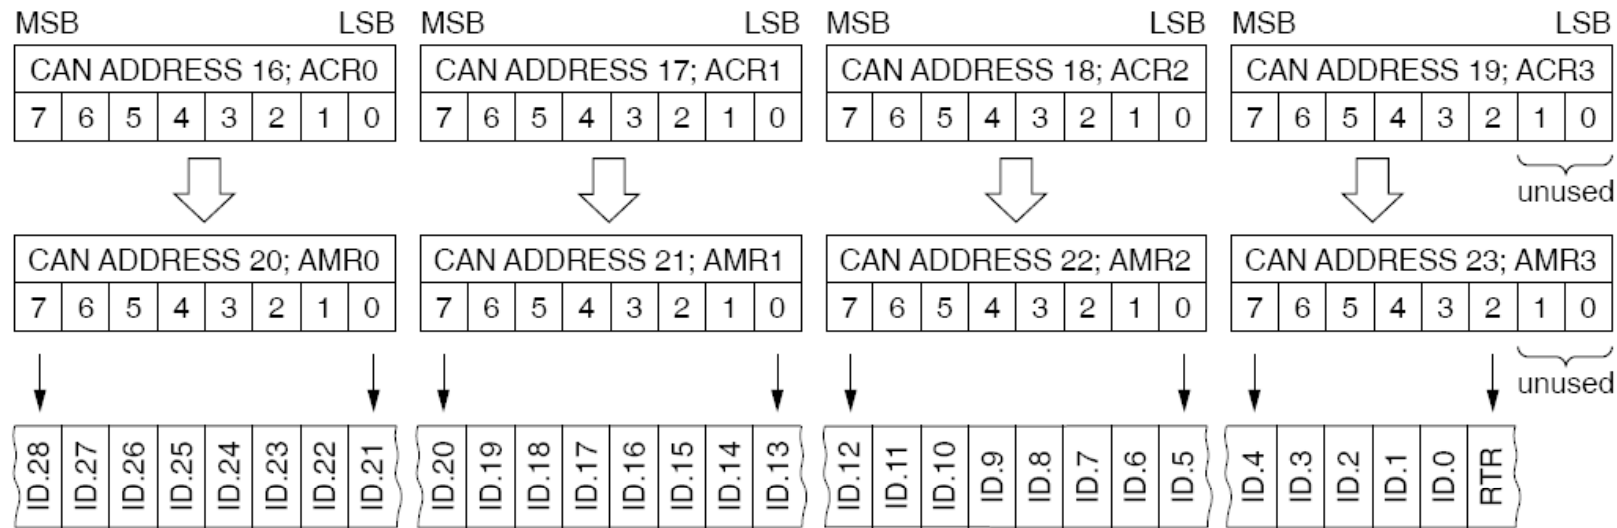 MSB LSB MSB LSB MSB LSB MSB LSB
CAN ADDRESS 16; ACR0 CAN ADDRESS 17; ACR1 CAN ADDRESS 18; ACR2 CAN ADDRESS 19; ACR3
7 6 5 4 3 2 1 0 7 6 5 4 3 2 1 0 7 6 5 4 3 2 1 0 7 6 5 4 3 2 1 0
unused
CAN ADDRESS 20; AMR0 CAN ADDRESS 21; AMR1 CAN ADDRESS 22; AMR2 CAN ADDRESS 23; AMR3
7 6 5 4 3 2 1 0 7 6 5 4 3 2 1 0 7 6 5 4 3 2 1 0 7 6 5 4 3 2 1 0
unused
ID.28 ID.27 ID.26 ID.25 ID.24 ID.23 ID.22 ID.21 ID.20 ID.19 ID.18 ID.17 ID.16 ID.15 ID.14 ID.13 ID.12 ID.11 ID.10 ID.9 ID.8 ID.7 ID.6 ID.5 ID.4 ID.3 ID.2 ID.1 ID.0 RTR